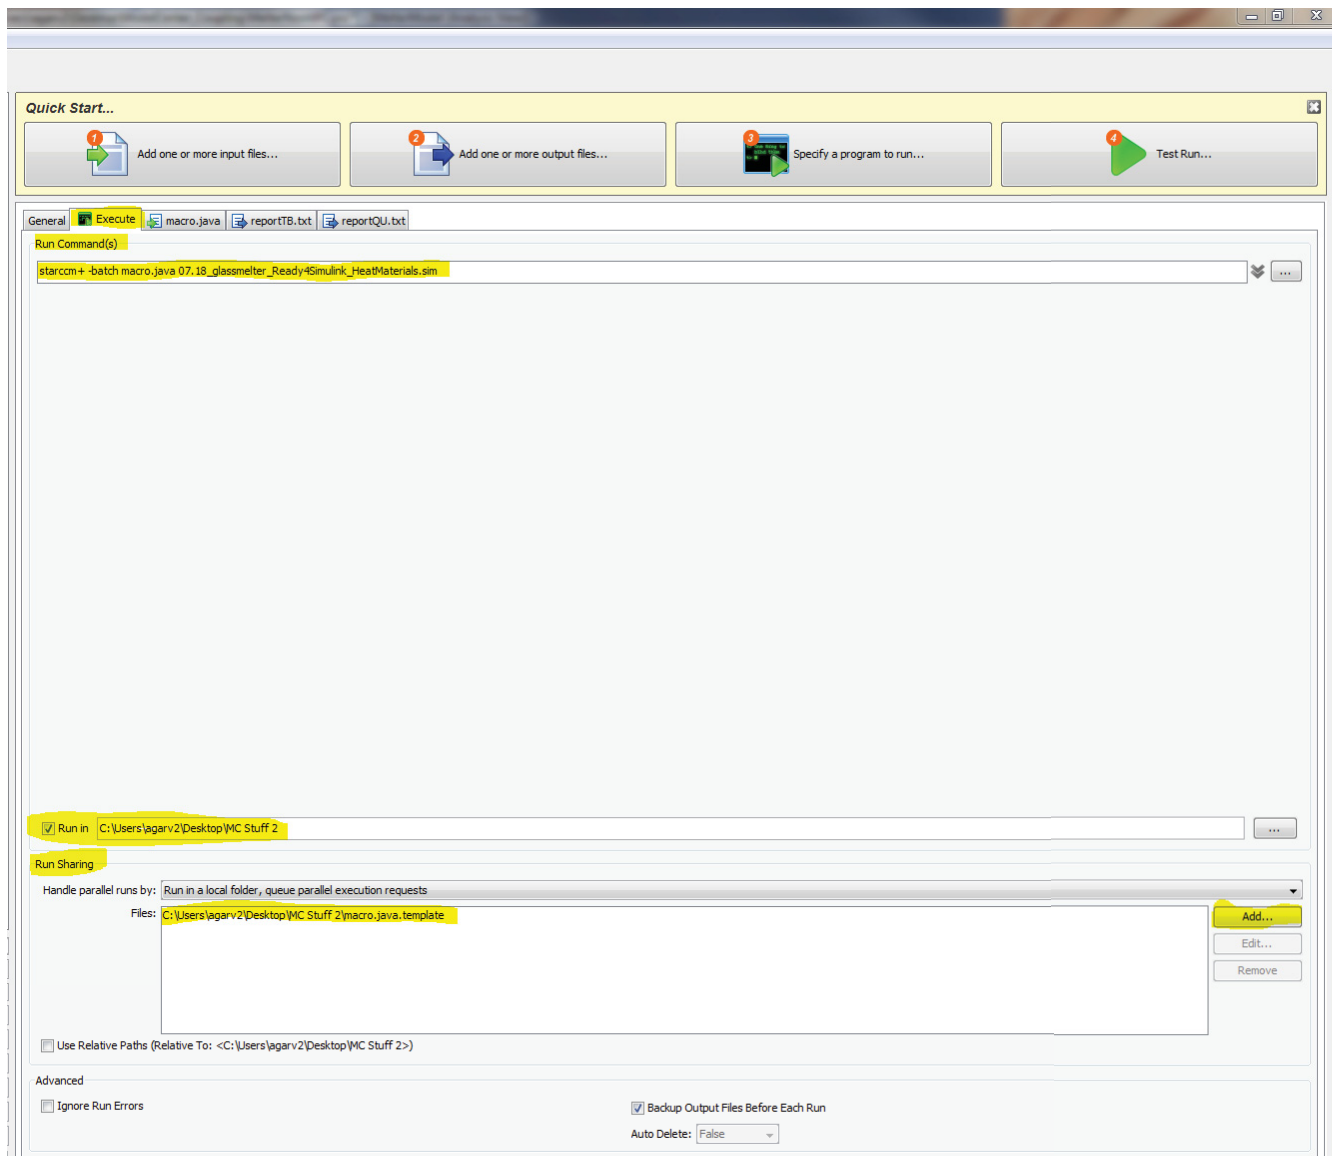 Quick Start...
1 Add one or more input files...
2 Add one or more output files...
3 Specify a program to run...
4 Test Run...
General Execute macro.java reportTB.txt reportQU.txt
Run Command(s)
starccm+ -batch macro.java 07.18_glassmelter_Ready4Simulink_HeatMaterials.sim
...
Run in C:\Users\agarv2\Desktop\MC Stuff 2
...
Run Sharing
Handle parallel runs by: Run in a local folder, queue parallel execution requests
Files: C:\Users\agarv2\Desktop\MC Stuff 2\macro.java.template
Add...
Edit...
Remove
Use Relative Paths (Relative To: <C:\Users\agarv2\Desktop\MC Stuff 2>)
Advanced
Ignore Run Errors
Backup Output Files Before Each Run
Auto Delete: False